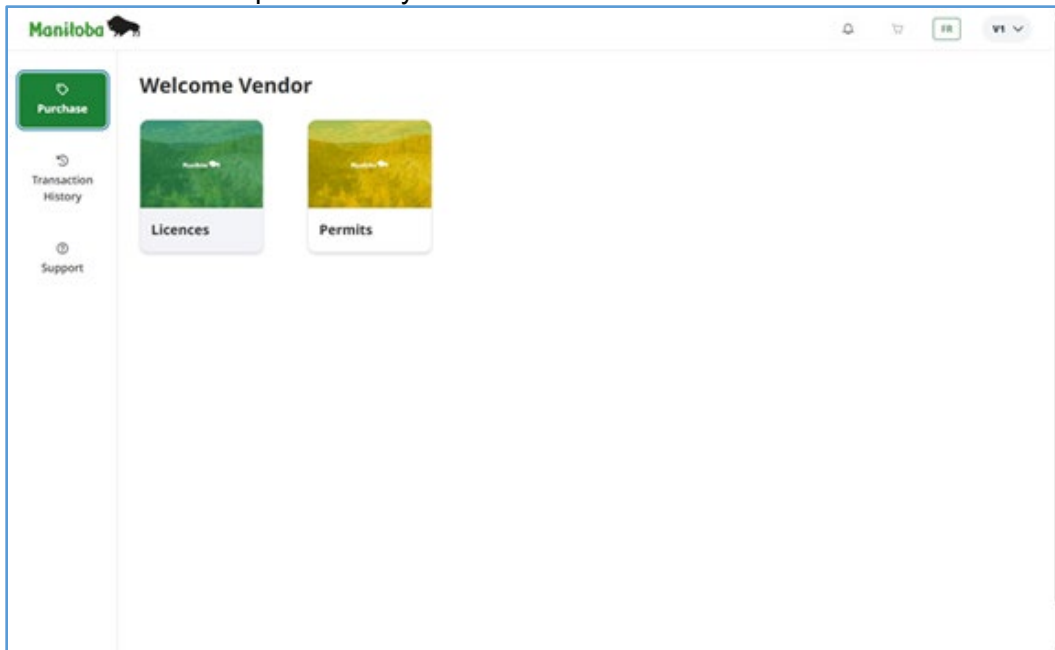 Manitoba
FR
V1
Purchase
Welcome Vendor
Transaction
History
Licences
Permits
Support